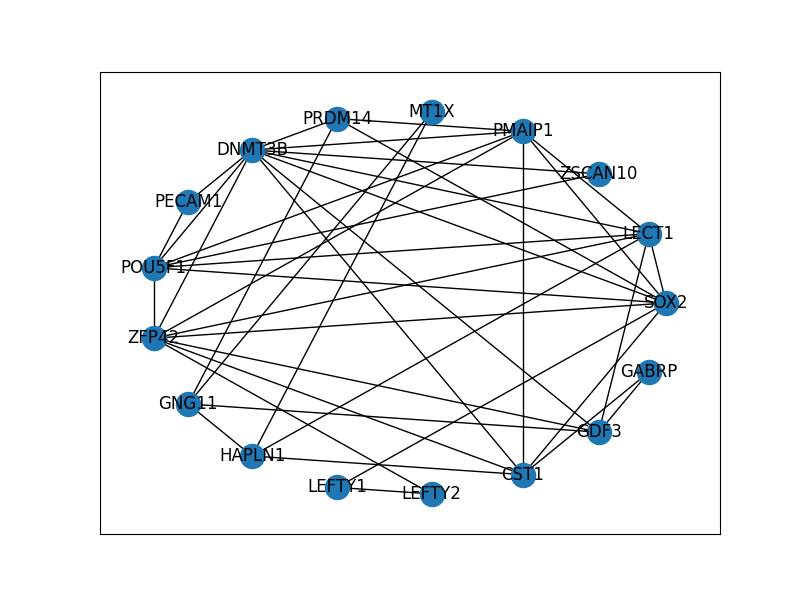 MT1X
PRDM14
PMAIP1
DNMT3B
ZSCAN10
PECAM1
LECT1
POU5F1
SOX2
ZFP42
GABRP
GNG11
GDF3
HAPLN1
CST1
LEFTY1
LEFTY2